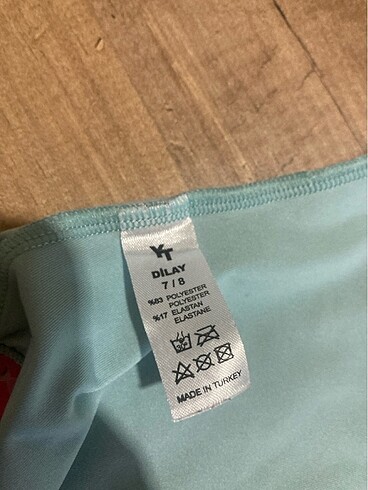 YT
DİLAY
7 / 8
%83 POLYESTER
POLYESTER
%17 ELASTAN
ELASTANE
MADE IN TURKEY